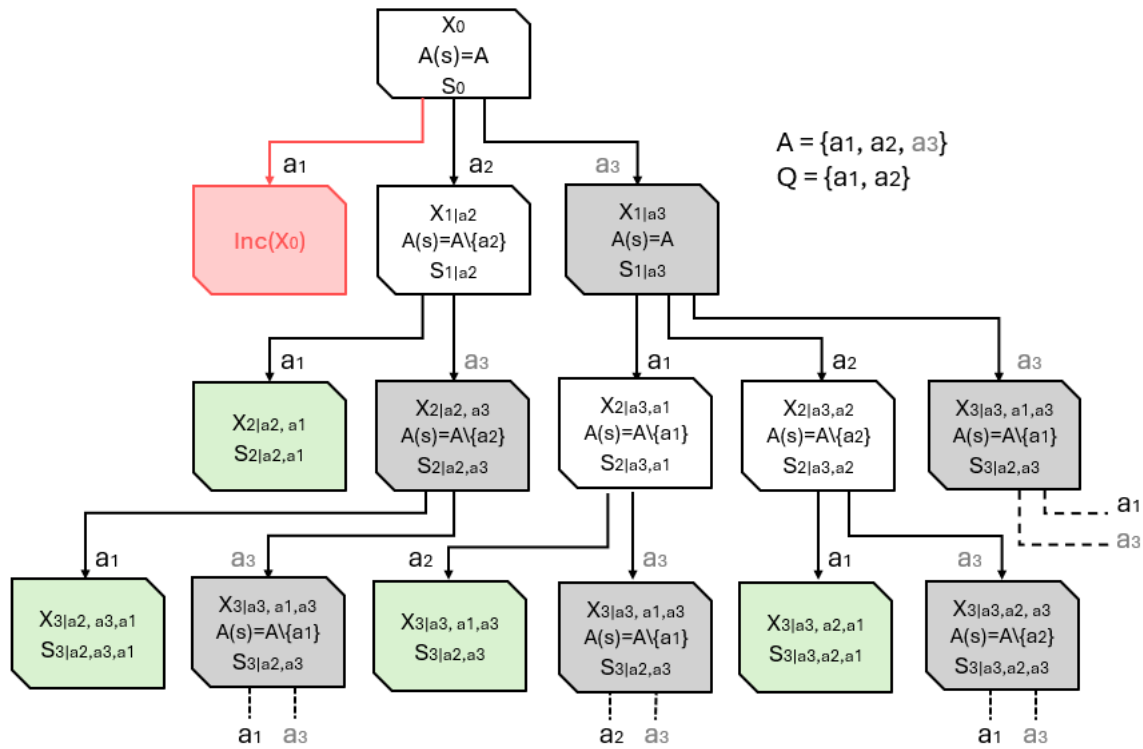 X0
A(s)=A
S0
A = {a1, a2, a3}
Q = {a1, a2}
a1
a2
a3
Inc(X0)
X1|a2
A(s)=A\{a2}
S1|a2
X1|a3
A(s)=A
S1|a3
a1
a3
a1
a2
a3
X2|a2, a1
S2|a2,a1
X2|a2, a3
A(s)=A\{a2}
S2|a2,a3
X2|a3,a1
A(s)=A\{a1}
S2|a3,a1
X2|a3,a2
A(s)=A\{a2}
S2|a3,a2
X3|a3, a1,a3
A(s)=A\{a1}
S3|a2,a3
a1
a3
a1
a3
a2
a3
a1
a3
X3|a2, a3,a1
S3|a2,a3,a1
X3|a3, a1,a3
A(s)=A\{a1}
S3|a2,a3
X3|a3, a1,a3
S3|a2,a3
X3|a3, a1,a3
A(s)=A\{a1}
S3|a2,a3
X3|a3, a2,a1
S3|a3,a2,a1
X3|a3,a2, a3
A(s)=A\{a2}
S3|a3,a2,a3
a1
a3
a2
a3
a1
a3